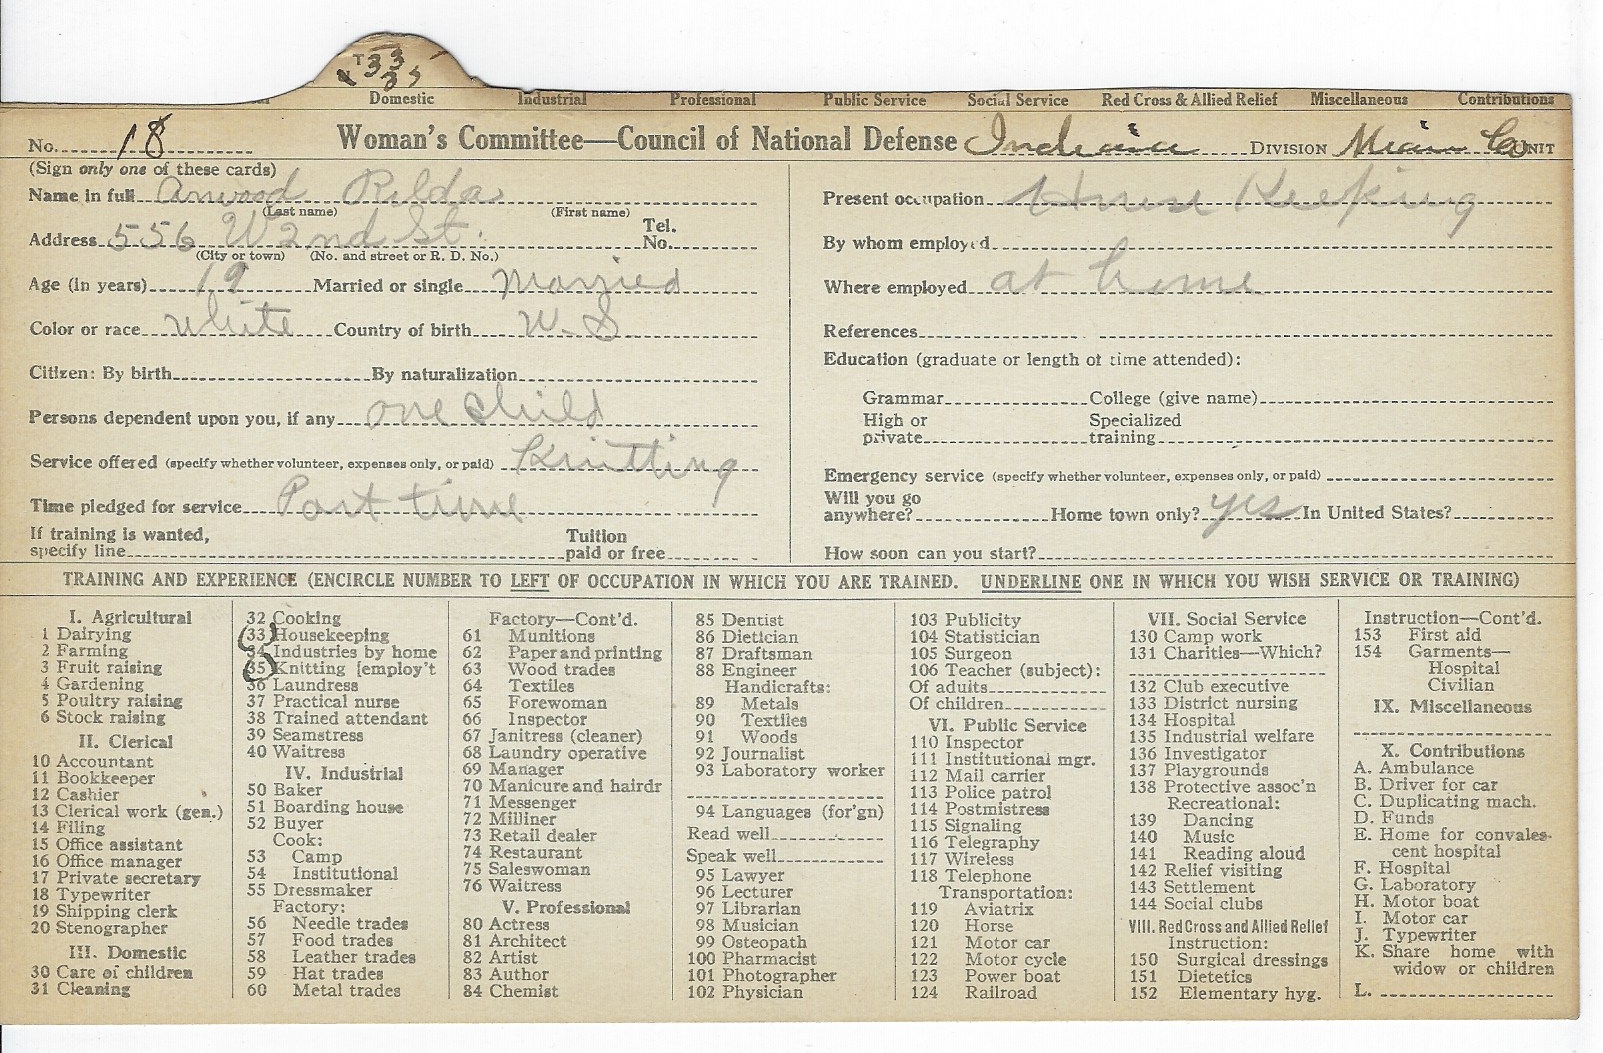 T 33
35
Domestic Industrial Professional Public Service Social Service Red Cross & Allied Relief Miscellaneous Contributions
No. 18 Woman's Committee—Council of National Defense Indiana DIVISION Miami Co UNIT
(Sign only one of these cards)
Name in full Arwood Relda
(Last name) (First name)
Address 556 W 2nd St. Tel. No.
(City or town) (No. and street or R. D. No.)
Age (in years) 19 Married or single Married
Color or race white Country of birth U. S
Citizen: By birth By naturalization
Persons dependent upon you, if any one child
Service offered (specify whether volunteer, expenses only, or paid) Knitting
Time pledged for service Part time
If training is wanted,
specify line Tuition paid or free
Present occupation House Keeping
By whom employed
Where employed at home
References
Education (graduate or length of time attended):
Grammar College (give name)
High or private Specialized training
Emergency service (specify whether volunteer, expenses only, or paid)
Will you go
anywhere? Home town only? yes In United States?
How soon can you start?
TRAINING AND EXPERIENCE (ENCIRCLE NUMBER TO LEFT OF OCCUPATION IN WHICH YOU ARE TRAINED. UNDERLINE ONE IN WHICH YOU WISH SERVICE OR TRAINING)
I. Agricultural
1 Dairying
2 Farming
3 Fruit raising
4 Gardening
5 Poultry raising
6 Stock raising
II. Clerical
10 Accountant
11 Bookkeeper
12 Cashier
13 Clerical work (gen.)
14 Filing
15 Office assistant
16 Office manager
17 Private secretary
18 Typewriter
19 Shipping clerk
20 Stenographer
III. Domestic
30 Care of children
31 Cleaning
32 Cooking
33 Housekeeping
34 Industries by home
35 Knitting [employ't
36 Laundress
37 Practical nurse
38 Trained attendant
39 Seamstress
40 Waitress
IV. Industrial
50 Baker
51 Boarding house
52 Buyer
Cook:
53 Camp
54 Institutional
55 Dressmaker
Factory:
56 Needle trades
57 Food trades
58 Leather trades
59 Hat trades
60 Metal trades
Factory—Cont'd.
61 Munitions
62 Paper and printing
63 Wood trades
64 Textiles
65 Forewoman
66 Inspector
67 Janitress (cleaner)
68 Laundry operative
69 Manager
70 Manicure and hairdr
71 Messenger
72 Milliner
73 Retail dealer
74 Restaurant
75 Saleswoman
76 Waitress
V. Professional
80 Actress
81 Architect
82 Artist
83 Author
84 Chemist
85 Dentist
86 Dietician
87 Draftsman
88 Engineer
Handicrafts:
89 Metals
90 Textiles
91 Woods
92 Journalist
93 Laboratory worker
94 Languages (for'gn)
Read well
Speak well
95 Lawyer
96 Lecturer
97 Librarian
98 Musician
99 Osteopath
100 Pharmacist
101 Photographer
102 Physician
103 Publicity
104 Statistician
105 Surgeon
106 Teacher (subject):
Of adults
Of children
VI. Public Service
110 Inspector
111 Institutional mgr.
112 Mail carrier
113 Police patrol
114 Postmistress
115 Signaling
116 Telegraphy
117 Wireless
118 Telephone
Transportation:
119 Aviatrix
120 Horse
121 Motor car
122 Motor cycle
123 Power boat
124 Railroad
VII. Social Service
130 Camp work
131 Charities—Which?
132 Club executive
133 District nursing
134 Hospital
135 Industrial welfare
136 Investigator
137 Playgrounds
138 Protective assoc'n
Recreational:
139 Dancing
140 Music
141 Reading aloud
142 Relief visiting
143 Settlement
144 Social clubs
VIII. Red Cross and Allied Relief
Instruction:
150 Surgical dressings
151 Dietetics
152 Elementary hyg.
Instruction—Cont'd.
153 First aid
154 Garments—
Hospital
Civilian
IX. Miscellaneous
X. Contributions
A. Ambulance
B. Driver for car
C. Duplicating mach.
D. Funds
E. Home for convales-
cent hospital
F. Hospital
G. Laboratory
H. Motor boat
I. Motor car
J. Typewriter
K. Share home with
widow or children
L.